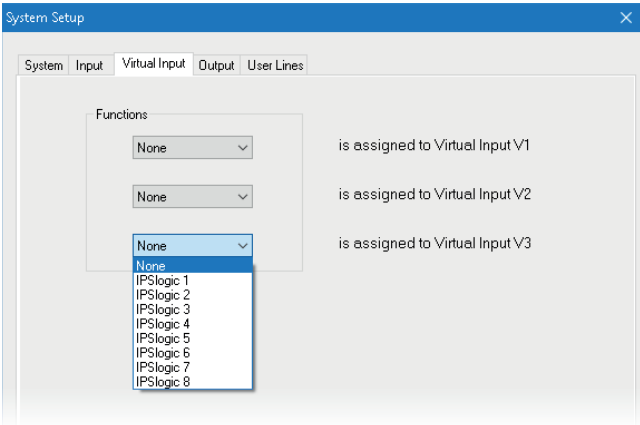 System Setup
System Input Virtual Input Output User Lines
Functions
None is assigned to Virtual Input V1
None is assigned to Virtual Input V2
None is assigned to Virtual Input V3
None
IPSlogic 1
IPSlogic 2
IPSlogic 3
IPSlogic 4
IPSlogic 5
IPSlogic 6
IPSlogic 7
IPSlogic 8